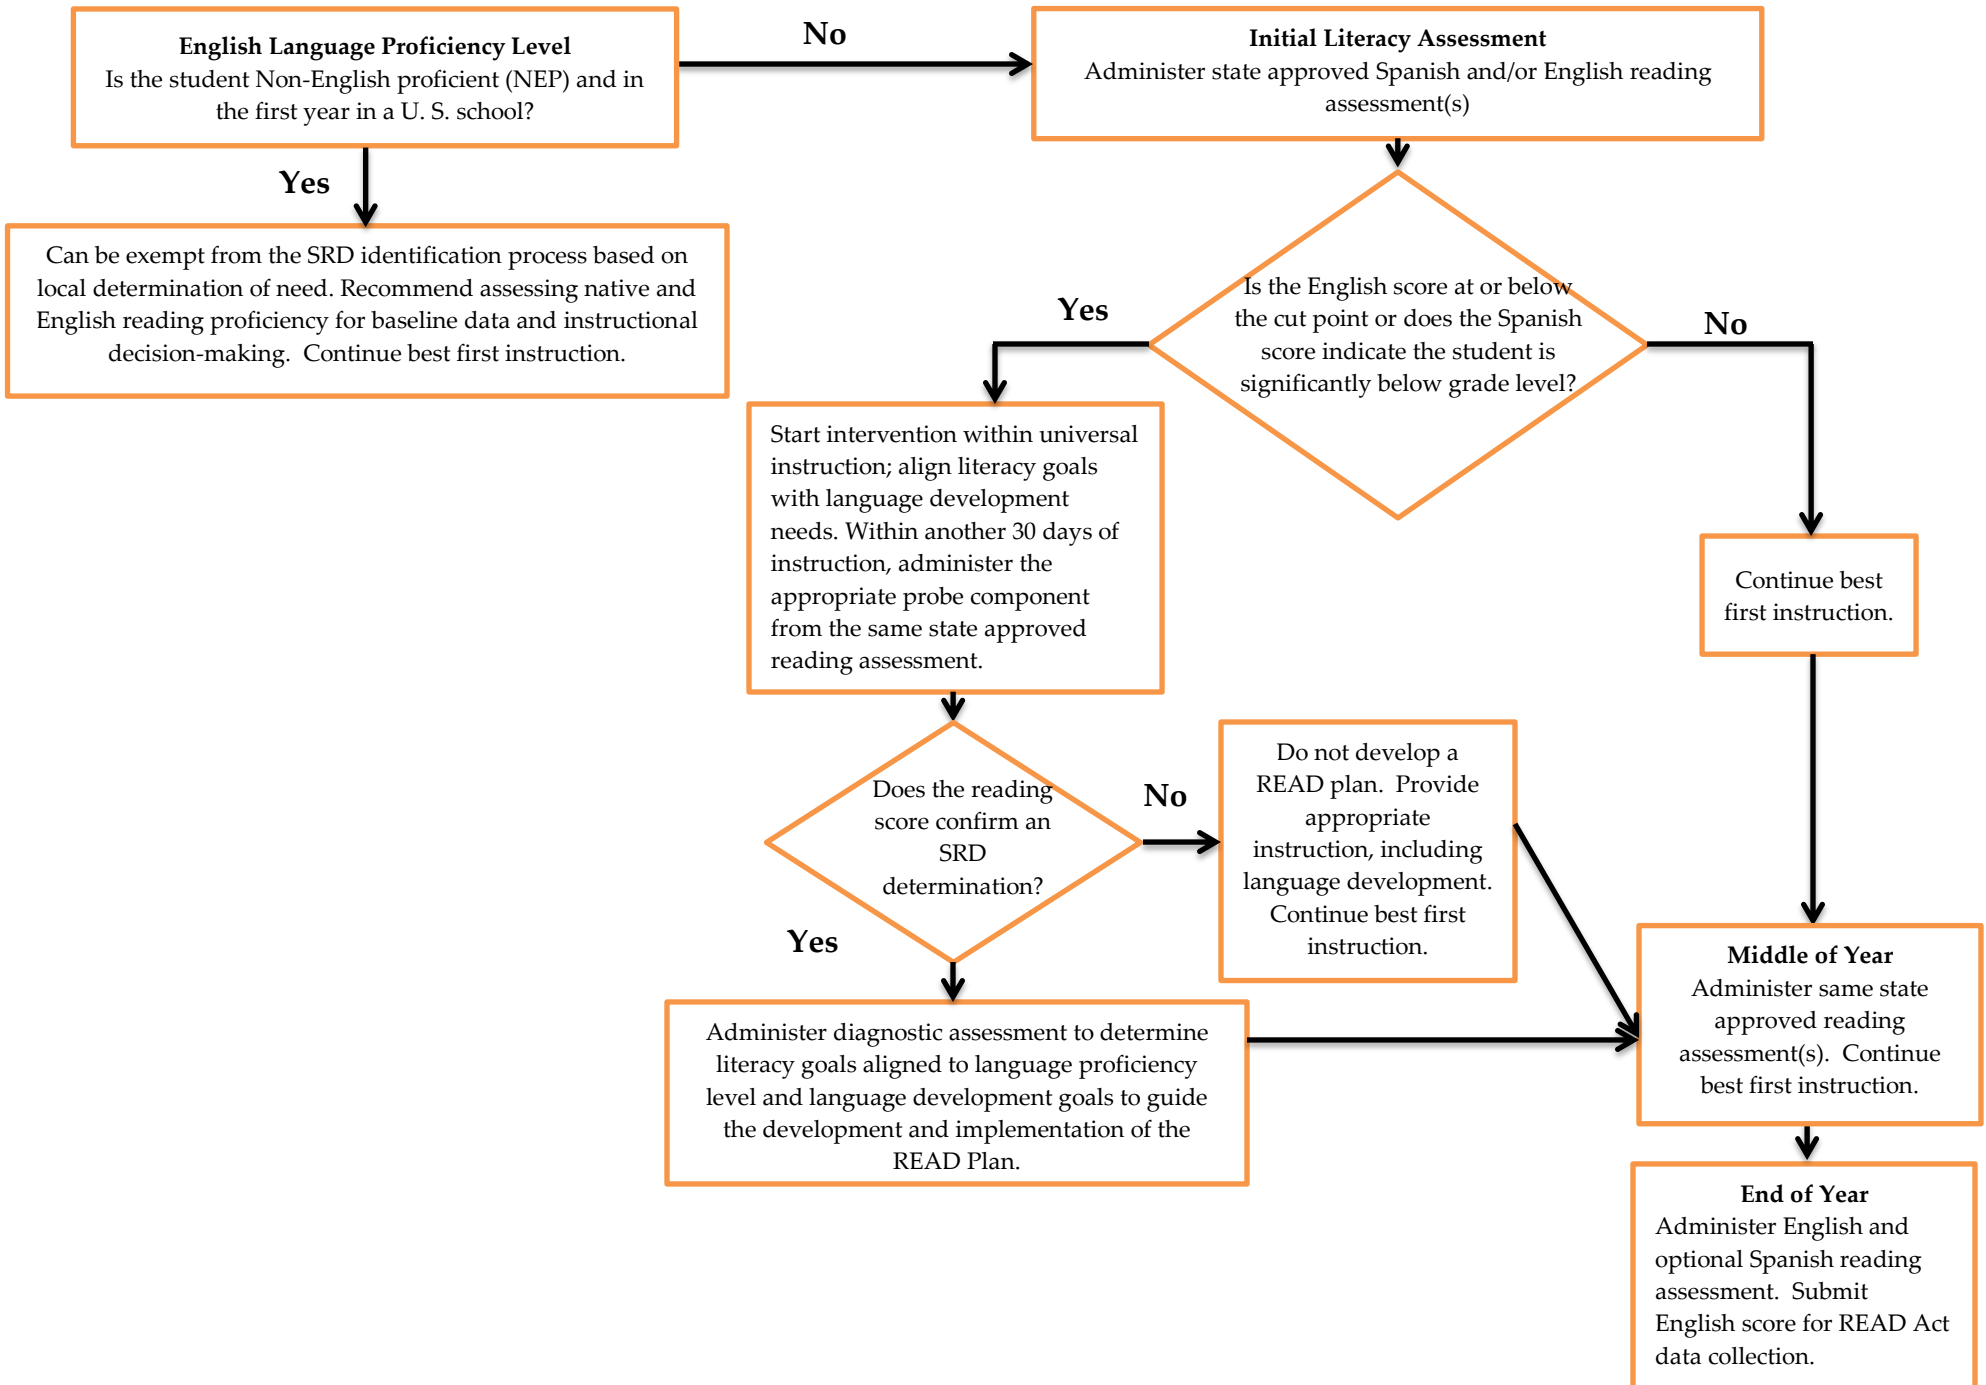 English Language Proficiency Level
Is the student Non-English proficient (NEP) and in
the first year in a U. S. school?
No
Initial Literacy Assessment
Administer state approved Spanish and/or English reading
assessment(s)
Yes
Can be exempt from the SRD identification process based on
local determination of need. Recommend assessing native and
English reading proficiency for baseline data and instructional
decision-making.  Continue best first instruction.
Is the English score at or below
the cut point or does the Spanish
score indicate the student is
significantly below grade level?
Yes
No
Start intervention within universal
instruction; align literacy goals
with language development
needs. Within another 30 days of
instruction, administer the
appropriate probe component
from the same state approved
reading assessment.
Continue best
first instruction.
Does the reading
score confirm an
SRD
determination?
No
Do not develop a
READ plan.  Provide
appropriate
instruction, including
language development.
Continue best first
instruction.
Yes
Administer diagnostic assessment to determine
literacy goals aligned to language proficiency
level and language development goals to guide
the development and implementation of the
READ Plan.
Middle of Year
Administer same state
approved reading
assessment(s).  Continue
best first instruction.
End of Year
Administer English and
optional Spanish reading
assessment.  Submit
English score for READ Act
data collection.